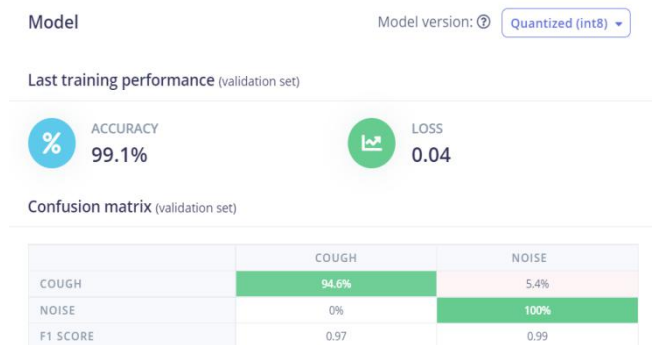 Model
Model version: ? Quantized (int8)
Last training performance (validation set)
% ACCURACY
99.1%
LOSS
0.04
Confusion matrix (validation set)
COUGH NOISE
COUGH 94.6% 5.4%
NOISE 0% 100%
F1 SCORE 0.97 0.99